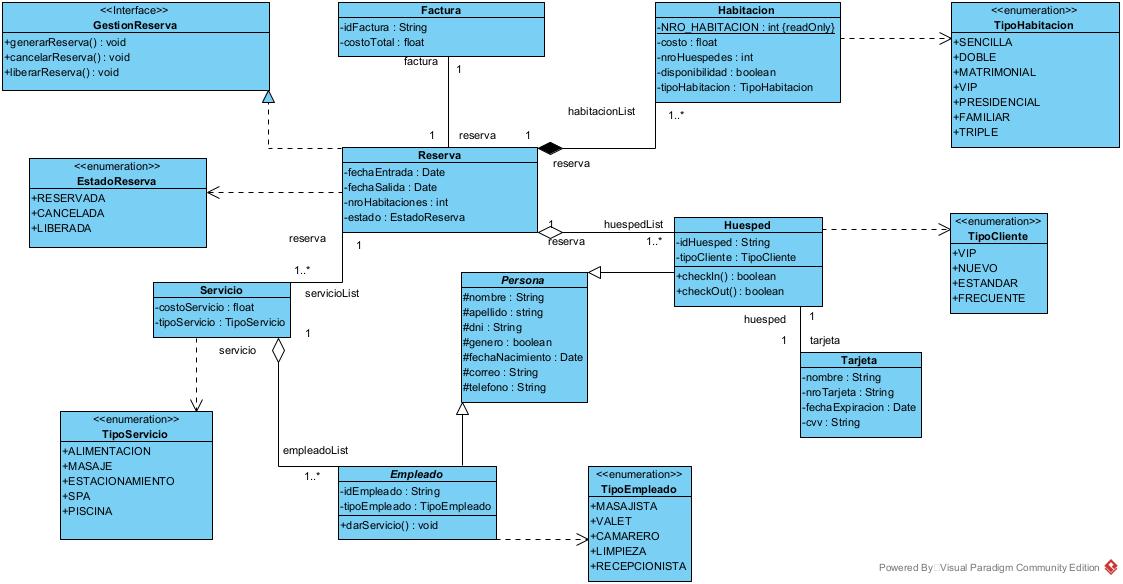 <<Interface>>
GestionReserva
+generarReserva() : void
+cancelarReserva() : void
+liberarReserva() : void
Factura
-idFactura : String
-costoTotal : float
factura
1
1
reserva
Habitacion
-NRO_HABITACION : int {readOnly}
-costo : float
-nroHuespedes : int
-disponibilidad : boolean
-tipoHabitacion : TipoHabitacion
habitacionList
1..*
1
reserva
<<enumeration>>
TipoHabitacion
+SENCILLA
+DOBLE
+MATRIMONIAL
+VIP
+PRESIDENCIAL
+FAMILIAR
+TRIPLE
<<enumeration>>
EstadoReserva
+RESERVADA
+CANCELADA
+LIBERADA
Reserva
-fechaEntrada : Date
-fechaSalida : Date
-nroHabitaciones : int
-estado : EstadoReserva
1
reserva
huespedList
1..*
Huesped
-idHuesped : String
-tipoCliente : TipoCliente
+checkIn() : boolean
+checkOut() : boolean
<<enumeration>>
TipoCliente
+VIP
+NUEVO
+ESTANDAR
+FRECUENTE
reserva
1
1..*
servicioList
Servicio
-costoServicio : float
-tipoServicio : TipoServicio
1
servicio
Persona
#nombre : String
#apellido : string
#dni : String
#genero : boolean
#fechaNacimiento : Date
#correo : String
#telefono : String
huesped
1
1
tarjeta
Tarjeta
-nombre : String
-nroTarjeta : String
-fechaExpiracion : Date
-cvv : String
<<enumeration>>
TipoServicio
+ALIMENTACION
+MASAJE
+ESTACIONAMIENTO
+SPA
+PISCINA
empleadoList
1..*
Empleado
-idEmpleado : String
-tipoEmpleado : TipoEmpleado
+darServicio() : void
<<enumeration>>
TipoEmpleado
+MASAJISTA
+VALET
+CAMARERO
+LIMPIEZA
+RECEPCIONISTA
Powered By Visual Paradigm Community Edition